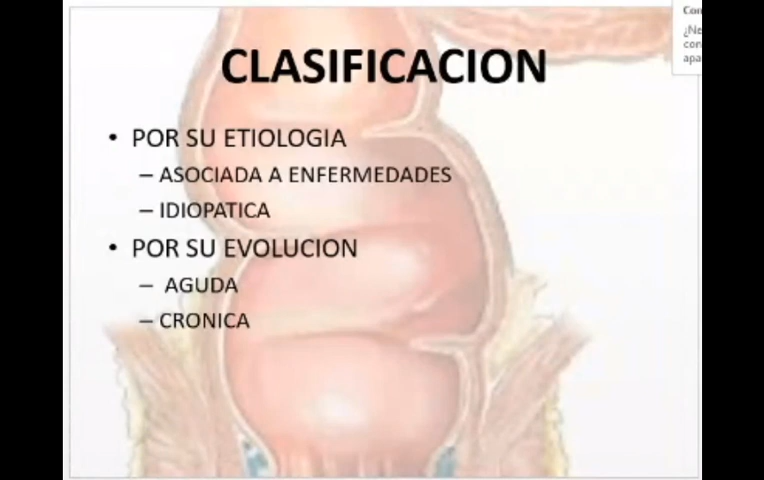 CLASIFICACION
• POR SU ETIOLOGIA
– ASOCIADA A ENFERMEDADES
– IDIOPATICA
• POR SU EVOLUCION
– AGUDA
– CRONICA